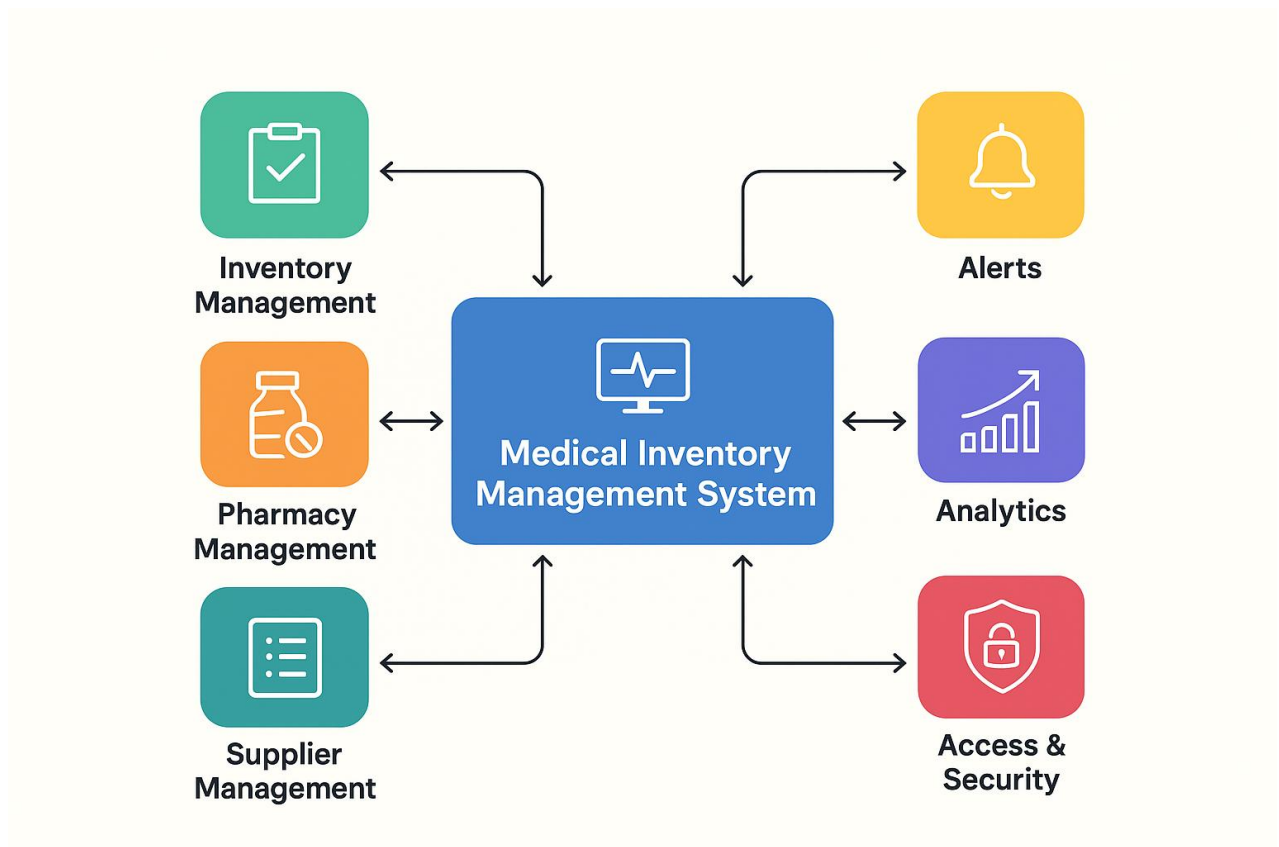 Inventory
Management
Alerts
Pharmacy
Management
Medical Inventory
Management System
Analytics
Supplier
Management
Access &
Security